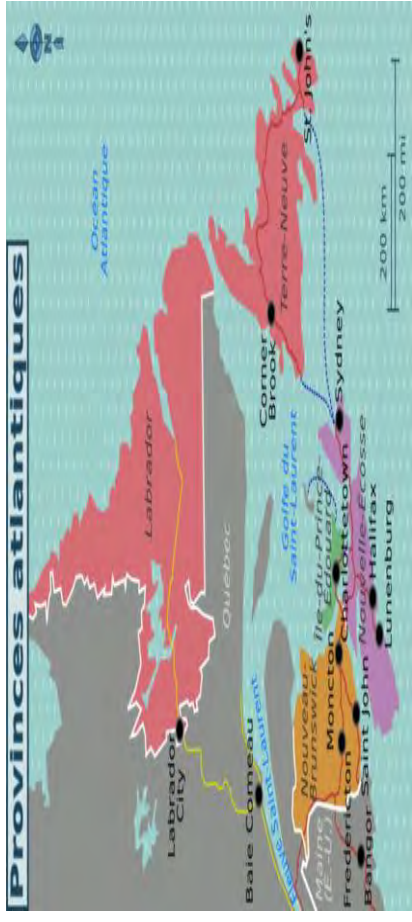 Provinces atlantiques
N
Océan
Atlantique
Labrador
Labrador
City
Québec
Baie Comeau
Fleuve Saint-Laurent
Golfe du
Saint-Laurent
Corner
Brook
Terre-Neuve
St. John's
Île-du-Prince-
Édouard
Charlottetown
Sydney
Nouveau-
Brunswick
Moncton
Nouvelle-Écosse
Maine
(É.-U.)
Fredericton
Saint John
Halifax
Bangor
Lunenburg
200 km
200 mi